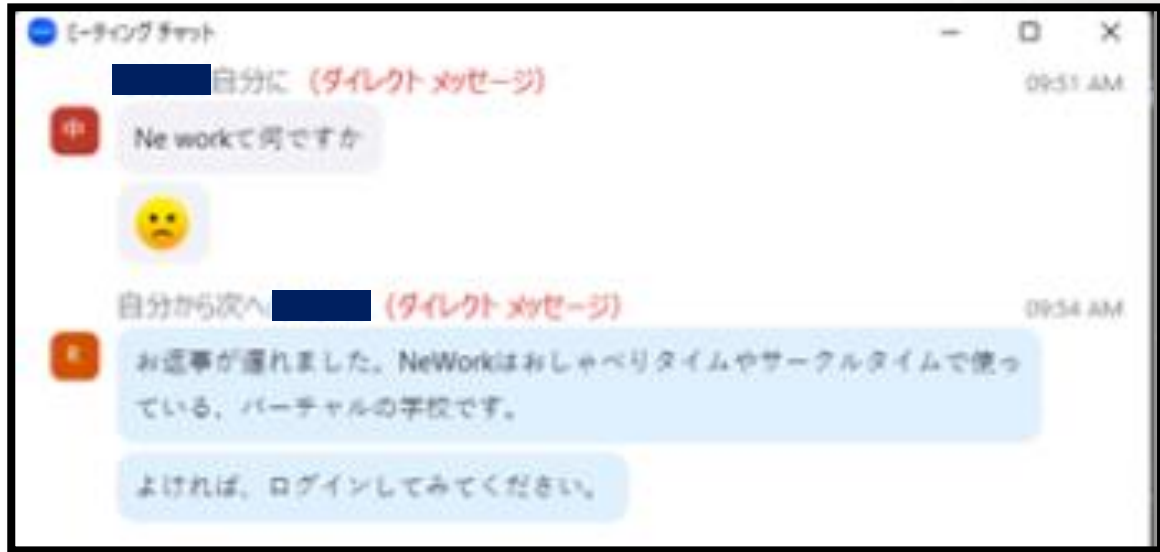 ミーティング チャット
自分に (ダイレクト メッセージ) 09:51 AM
中
Ne workて何ですか
自分から次へ (ダイレクト メッセージ) 09:54 AM
お返事が遅れました。NeWorkはおしゃべりタイムやサークルタイムで使っ
ている、バーチャルの学校です。
よければ、ログインしてみてください。